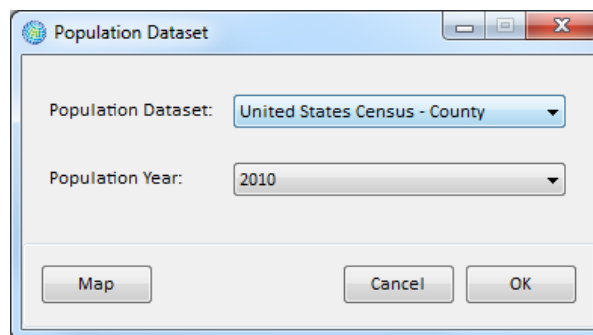 Population Dataset
Population Dataset: United States Census - County
Population Year: 2010
Map Cancel OK